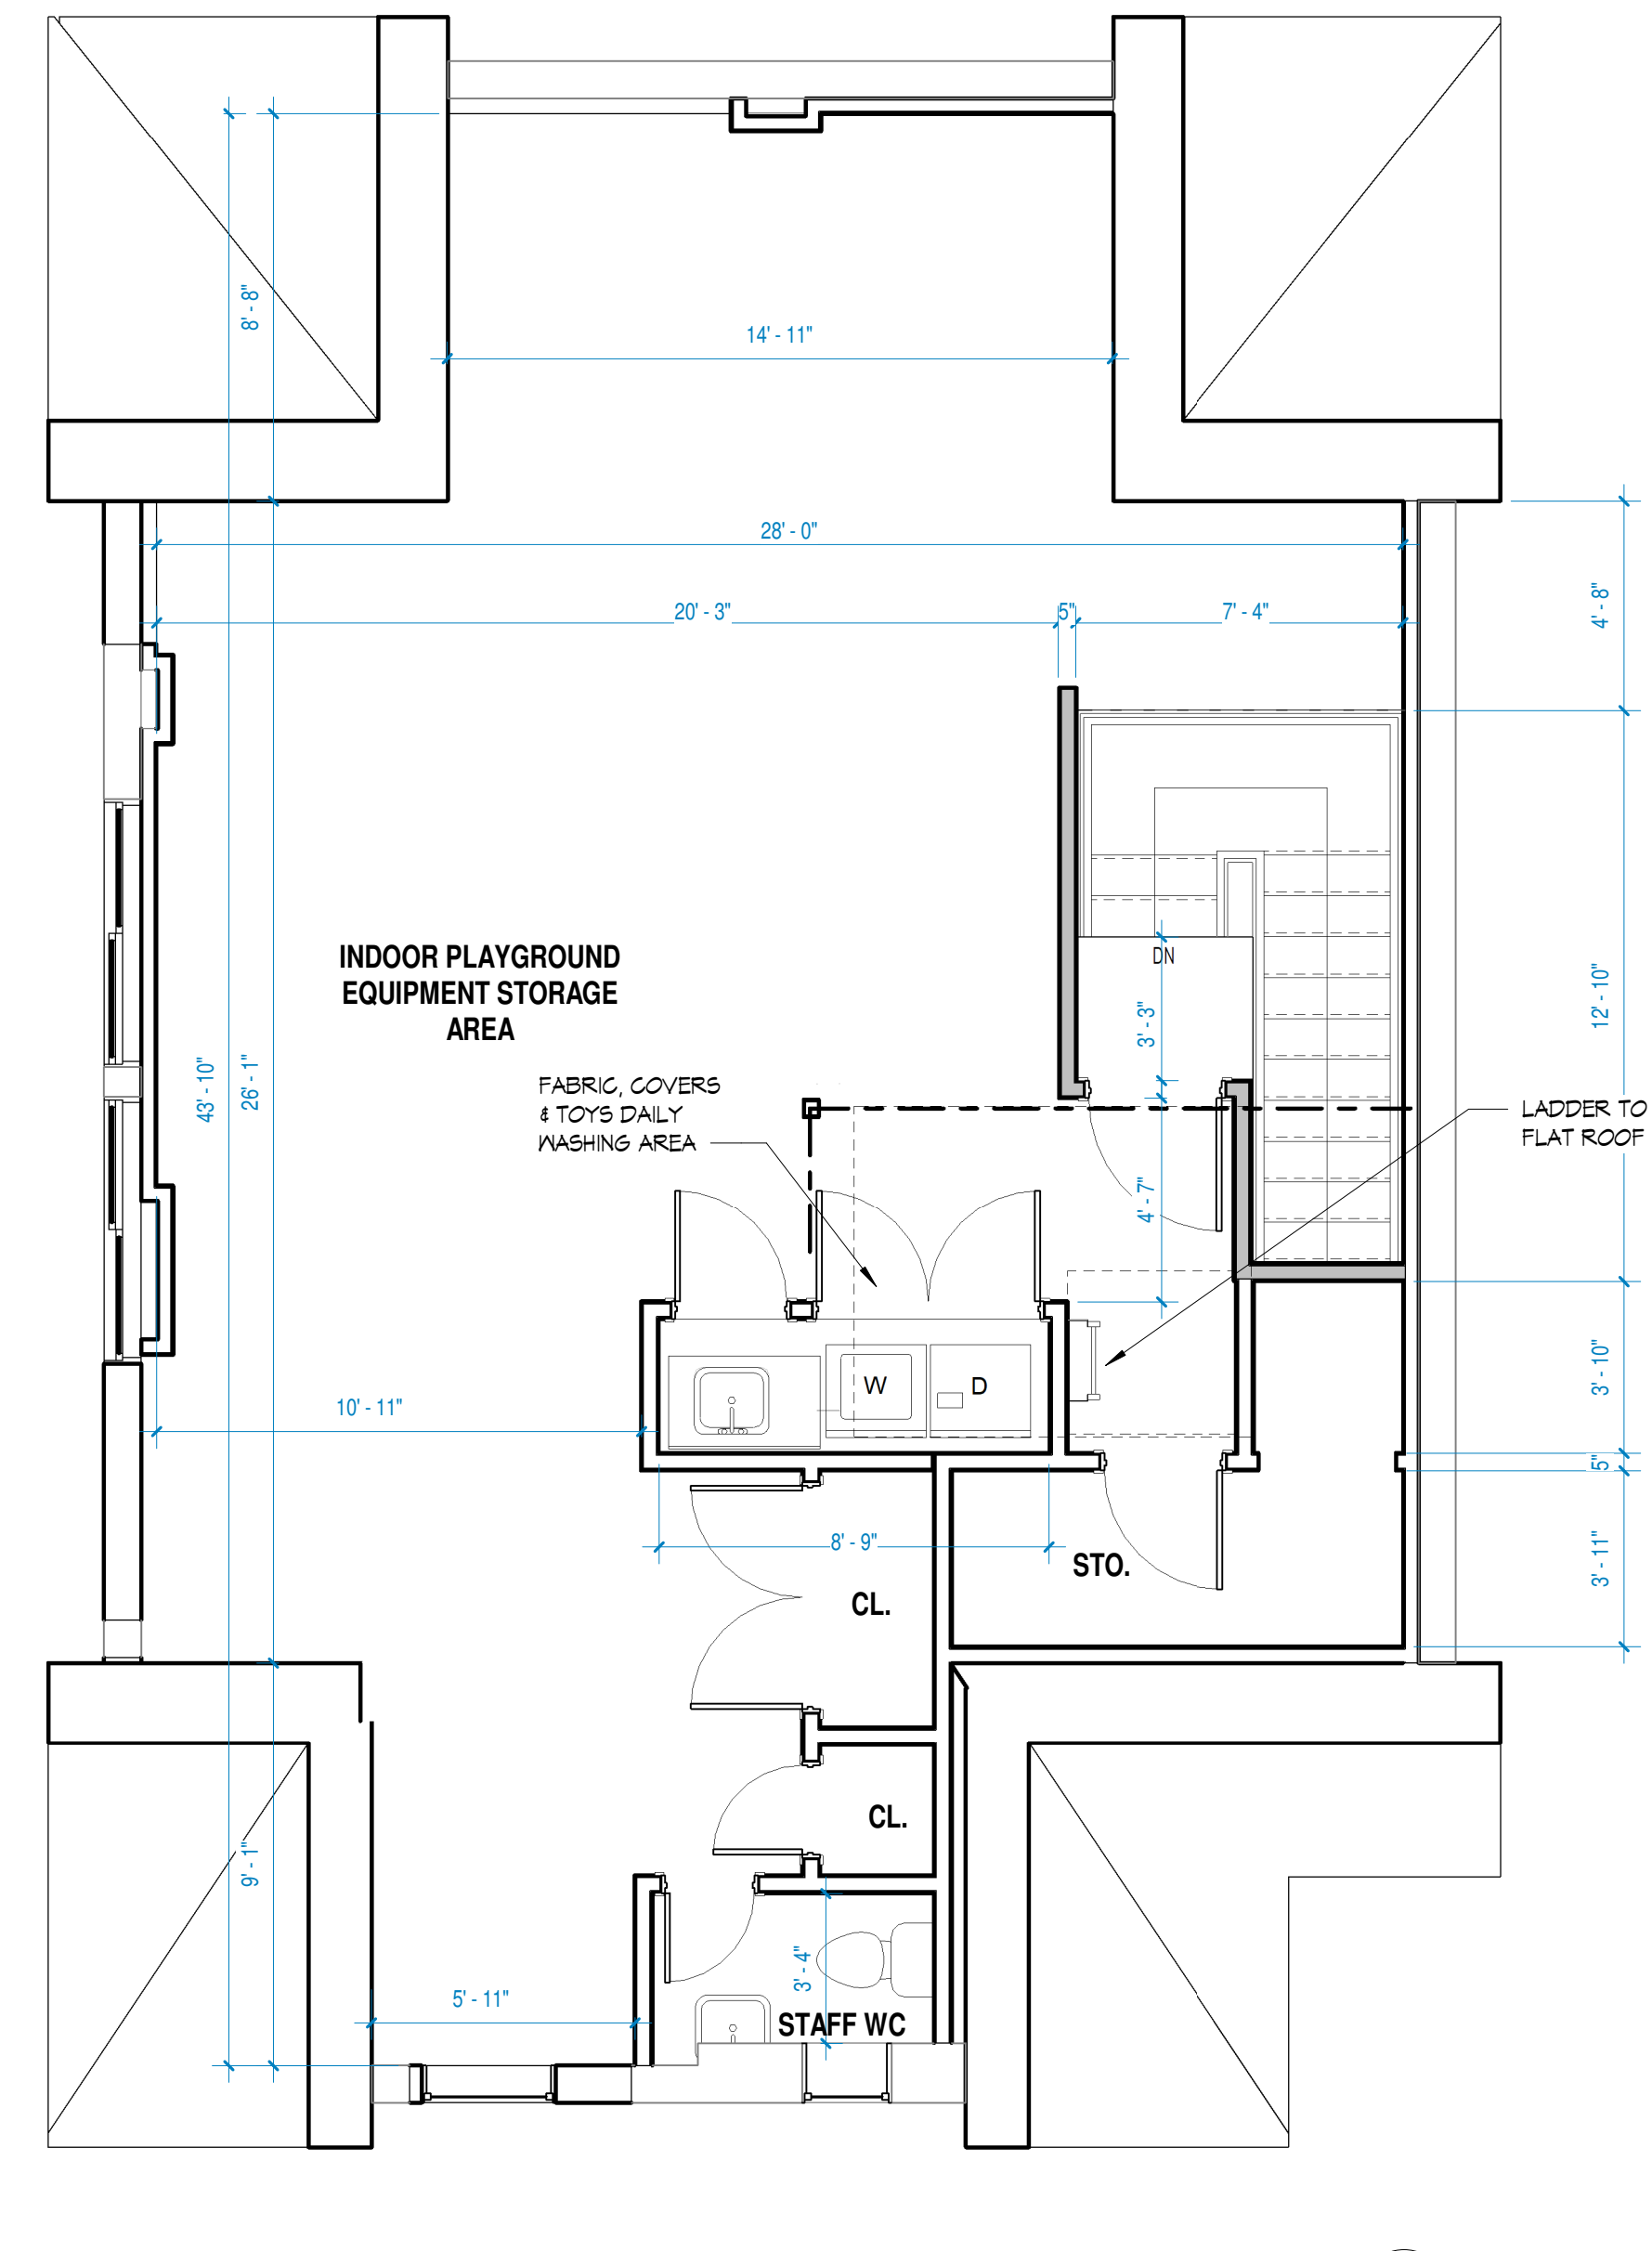 8' - 8"
14' - 11"
28' - 0"
20' - 3"
5"
7' - 4"
4' - 8"
INDOOR PLAYGROUND
EQUIPMENT STORAGE
AREA
DN
3' - 3"
12' - 10"
43' - 10"
26' - 1"
FABRIC, COVERS
& TOYS DAILY
WASHING AREA
LADDER TO
FLAT ROOF
4' - 7"
W
D
3' - 10"
10' - 11"
5"
8' - 9"
STO.
3' - 11"
CL.
CL.
9' - 1"
3' - 4"
5' - 11"
STAFF WC